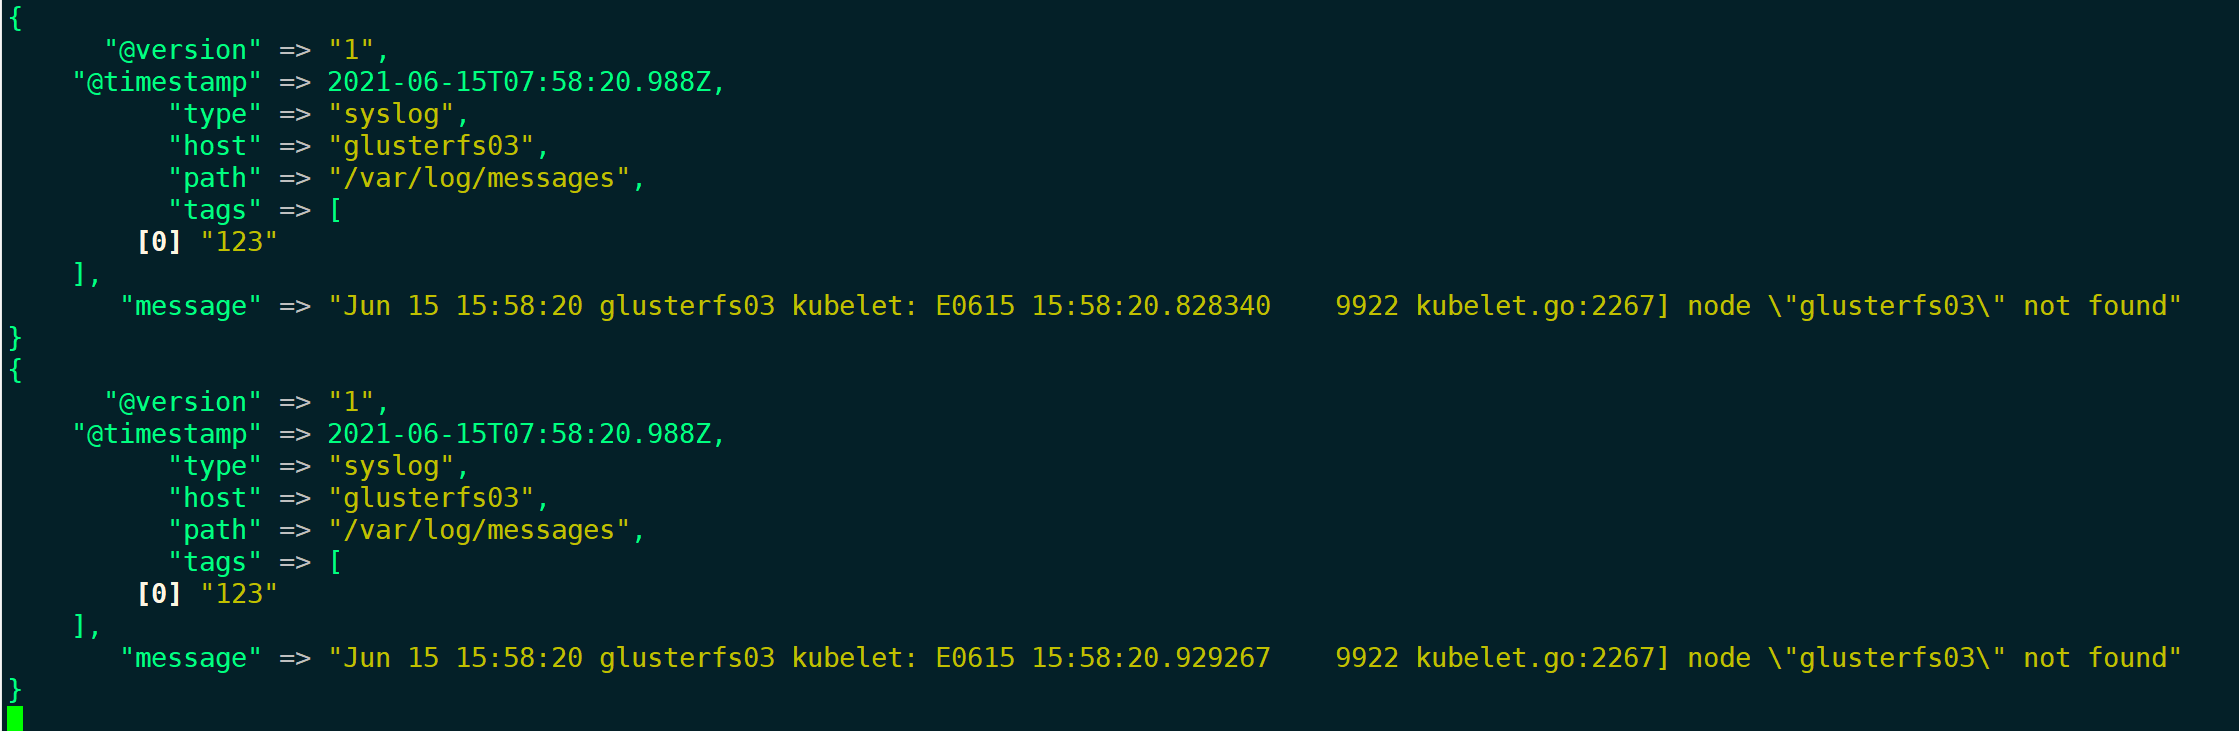 {
"@version" => "1",
"@timestamp" => 2021-06-15T07:58:20.988Z,
"type" => "syslog",
"host" => "glusterfs03",
"path" => "/var/log/messages",
"tags" => [
[0] "123"
],
"message" => "Jun 15 15:58:20 glusterfs03 kubelet: E0615 15:58:20.828340    9922 kubelet.go:2267] node \"glusterfs03\" not found"
}
{
"@version" => "1",
"@timestamp" => 2021-06-15T07:58:20.988Z,
"type" => "syslog",
"host" => "glusterfs03",
"path" => "/var/log/messages",
"tags" => [
[0] "123"
],
"message" => "Jun 15 15:58:20 glusterfs03 kubelet: E0615 15:58:20.929267    9922 kubelet.go:2267] node \"glusterfs03\" not found"
}